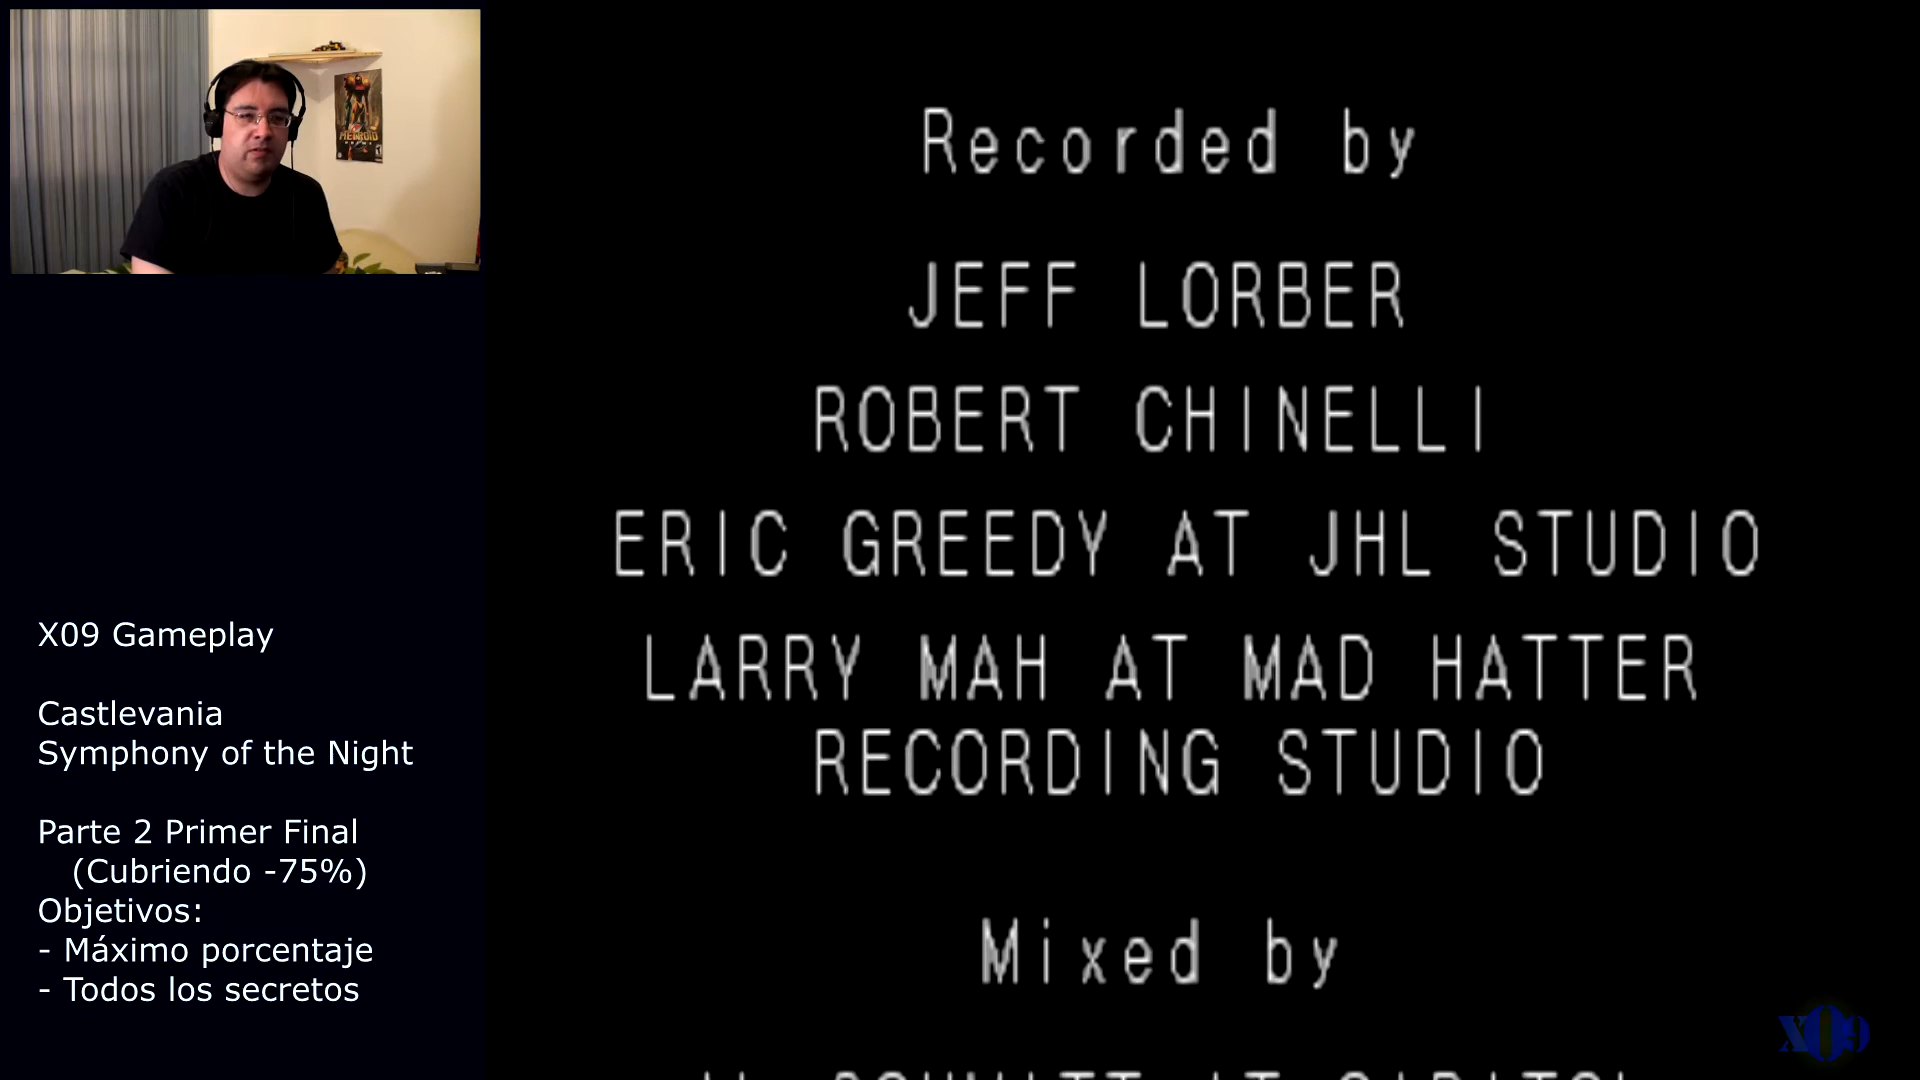 METROID
PRIME
Recorded by
JEFF LORBER
ROBERT CHINELLI
ERIC GREEDY AT JHL STUDIO
LARRY MAH AT MAD HATTER
RECORDING STUDIO
Mixed by
X09 Gameplay
Castlevania
Symphony of the Night
Parte 2 Primer Final
(Cubriendo -75%)
Objetivos:
- Máximo porcentaje
- Todos los secretos
X09